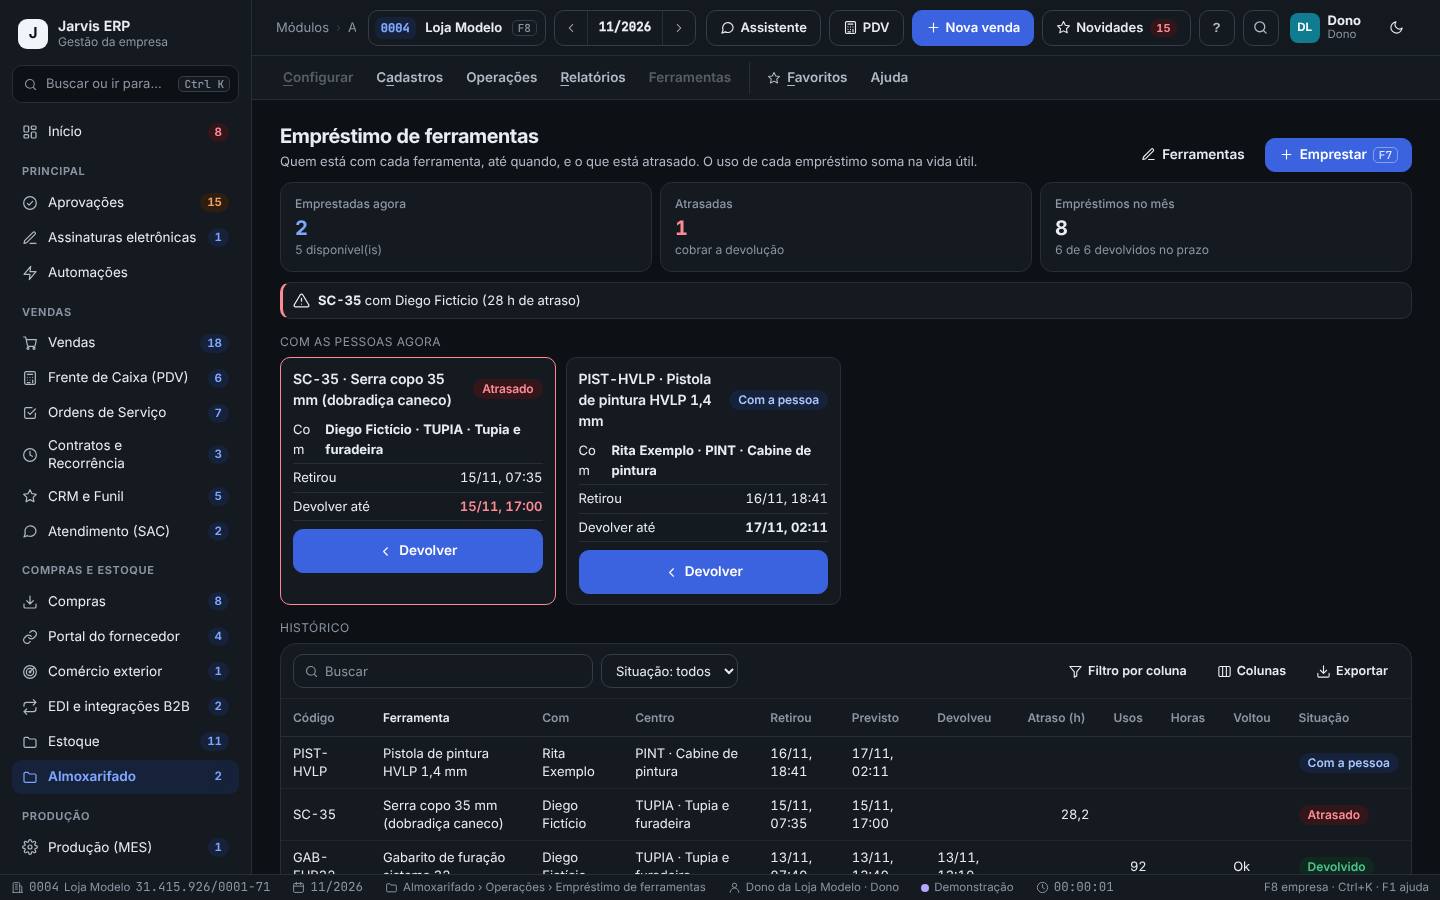 J
Jarvis ERP
Gestão da empresa
Buscar ou ir para... Ctrl K
Início 8
PRINCIPAL
Aprovações 15
Assinaturas eletrônicas 1
Automações
VENDAS
Vendas 18
Frente de Caixa (PDV) 6
Ordens de Serviço 7
Contratos e
Recorrência 3
CRM e Funil 5
Atendimento (SAC) 2
COMPRAS E ESTOQUE
Compras 8
Portal do fornecedor 4
Comércio exterior 1
EDI e integrações B2B 2
Estoque 11
Almoxarifado 2
PRODUÇÃO
Produção (MES) 1
Módulos › A
0004 Loja Modelo F8
‹ 11/2026 ›
Assistente
PDV
+ Nova venda
Novidades 15
?
DL
Dono
Dono
Configurar Cadastros Operações Relatórios Ferramentas Favoritos Ajuda
Empréstimo de ferramentas
Quem está com cada ferramenta, até quando, e o que está atrasado. O uso de cada empréstimo soma na vida útil.
Ferramentas
+ Emprestar F7
Emprestadas agora
2
5 disponível(is)
Atrasadas
1
cobrar a devolução
Empréstimos no mês
8
6 de 6 devolvidos no prazo
SC-35 com Diego Fictício (28 h de atraso)
COM AS PESSOAS AGORA
SC-35 · Serra copo 35
mm (dobradiça caneco)
Atrasado
Co
m
Diego Fictício · TUPIA · Tupia e
furadeira
Retirou 15/11, 07:35
Devolver até 15/11, 17:00
‹ Devolver
PIST-HVLP · Pistola
de pintura HVLP 1,4
mm
Com a pessoa
Co
m
Rita Exemplo · PINT · Cabine de
pintura
Retirou 16/11, 18:41
Devolver até 17/11, 02:11
‹ Devolver
HISTÓRICO
Buscar
Situação: todos
Filtro por coluna
Colunas
Exportar
Código Ferramenta Com Centro Retirou Previsto Devolveu Atraso (h) Usos Horas Voltou Situação
PIST- Pistola de pintura Rita PINT · Cabine de 16/11, 17/11,
HVLP HVLP 1,4 mm Exemplo pintura 18:41 02:11 Com a pessoa
SC-35 Serra copo 35 mm Diego TUPIA · Tupia e 15/11, 15/11, 28,2 Atrasado
(dobradiça caneco) Fictício furadeira 07:35 17:00
GAB- Gabarito de furação Diego TUPIA · Tupia e 13/11, 13/11, 13/11, 92 Ok Devolvido
0004 Loja Modelo 31.415.926/0001-71 11/2026 Almoxarifado › Operações › Empréstimo de ferramentas Dono da Loja Modelo · Dono Demonstração 00:00:01 F8 empresa · Ctrl+K · F1 ajuda